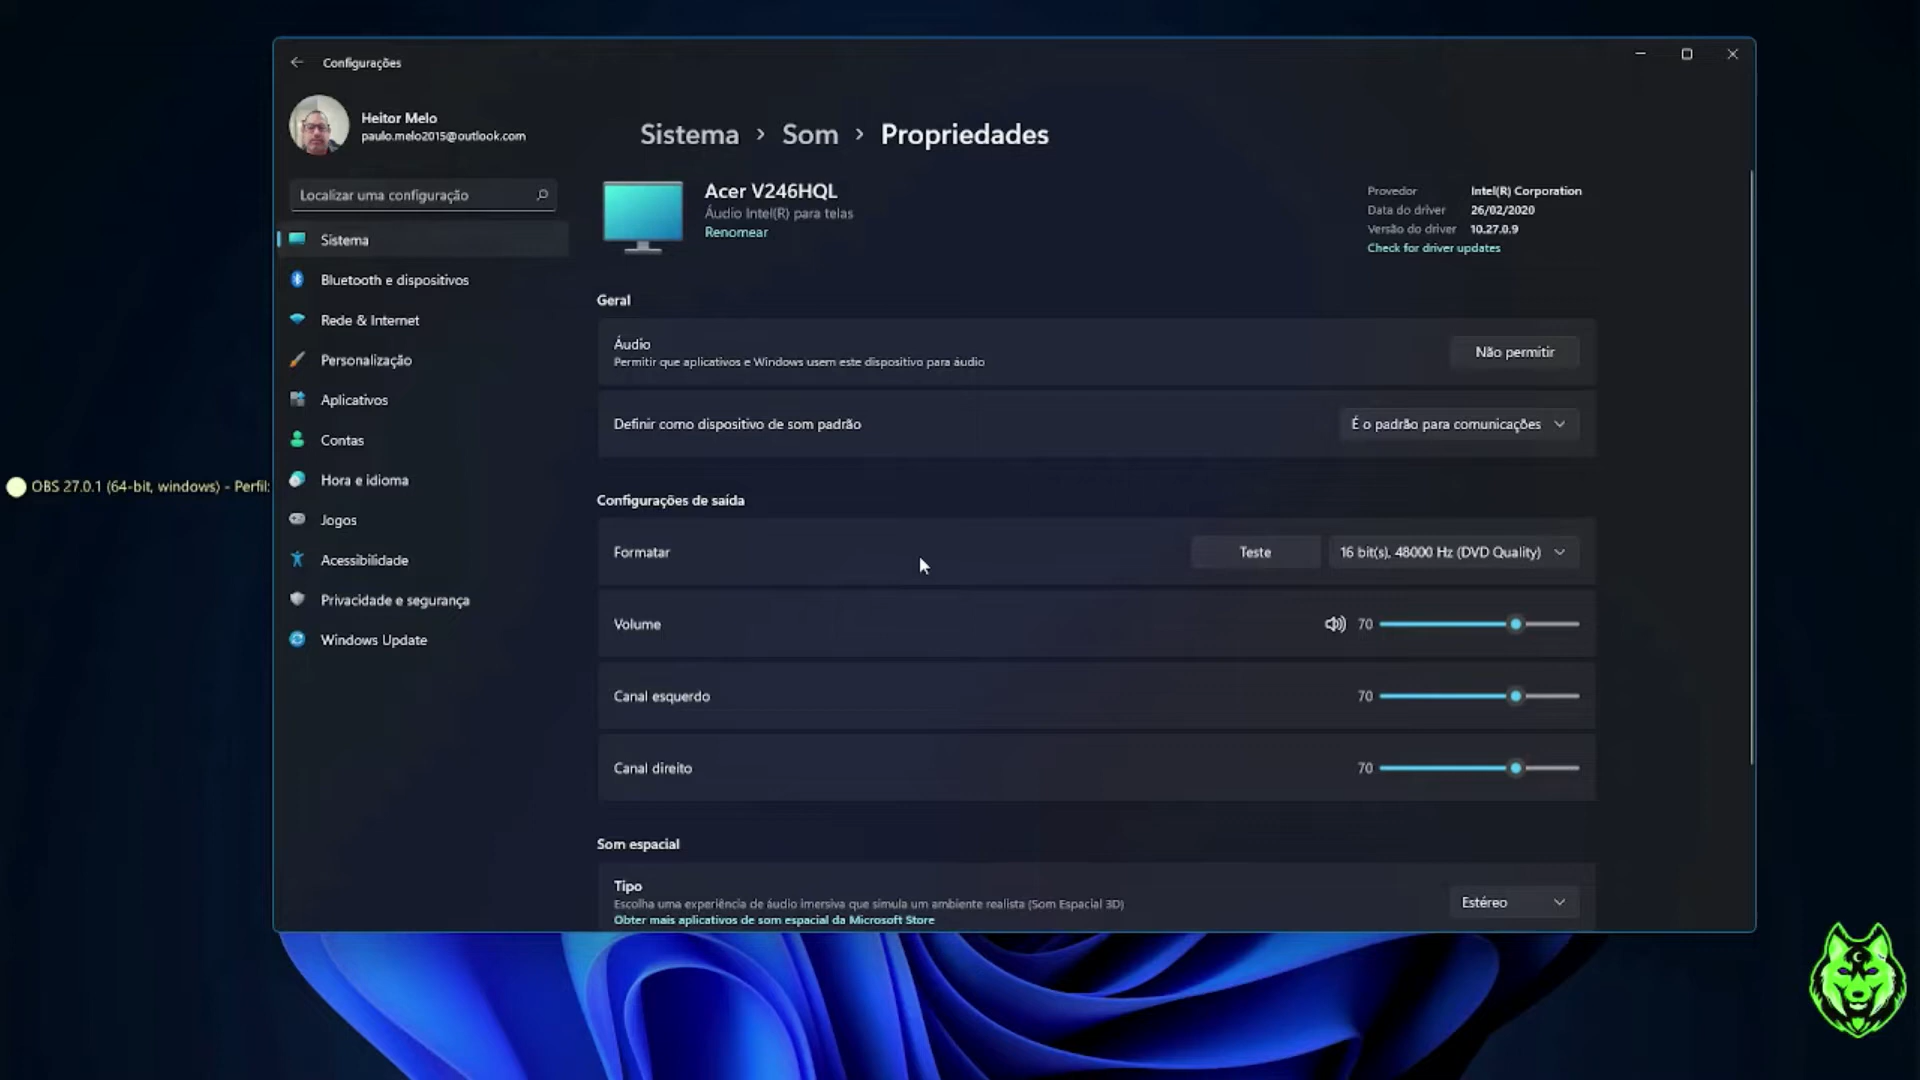 Configurações
Heitor Melo
paulo.melo2015@outlook.com
Localizar uma configuração
Sistema
Bluetooth e dispositivos
Rede & Internet
Personalização
Aplicativos
Contas
Hora e idioma
Jogos
Acessibilidade
Privacidade e segurança
Windows Update
OBS 27.0.1 (64-bit, windows) - Perfil:
Sistema > Som > Propriedades
Acer V246HQL
Áudio Intel(R) para telas
Renomear
Provedor Intel(R) Corporation
Data do driver 26/02/2020
Versão do driver 10.27.0.9
Check for driver updates
Geral
Áudio
Permitir que aplicativos e Windows usem este dispositivo para áudio
Não permitir
Definir como dispositivo de som padrão
É o padrão para comunicações
Configurações de saída
Formatar
Teste
16 bit(s), 48000 Hz (DVD Quality)
Volume
70
Canal esquerdo
70
Canal direito
70
Som espacial
Tipo
Escolha uma experiência de áudio imersiva que simula um ambiente realista (Som Espacial 3D)
Obter mais aplicativos de som espacial da Microsoft Store
Estéreo